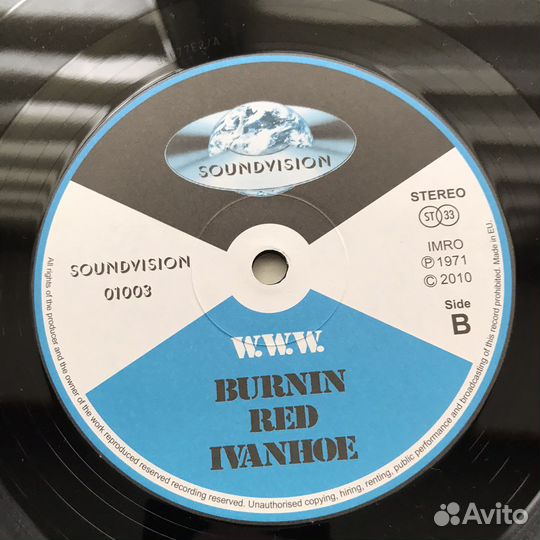 SOUNDVISION
SOUNDVISION
01003
STEREO
ST 33
IMRO
Ⓟ 1971
© 2010
Side
B
W.W.W.
BURNIN
RED
IVANHOE
All rights of the producer and the owner of the work reproduced reserved recording reserved. Unauthorised copying, hiring, renting, public performance and broadcasting of this record prohibited. Made in EU.
Avito